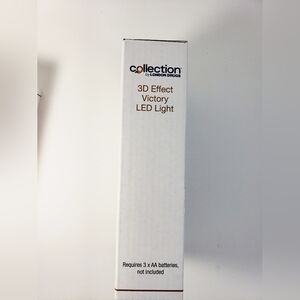 collection
by LONDON DRUGS
3D Effect
Victory
LED Light
Requires 3 x AA batteries,
not included